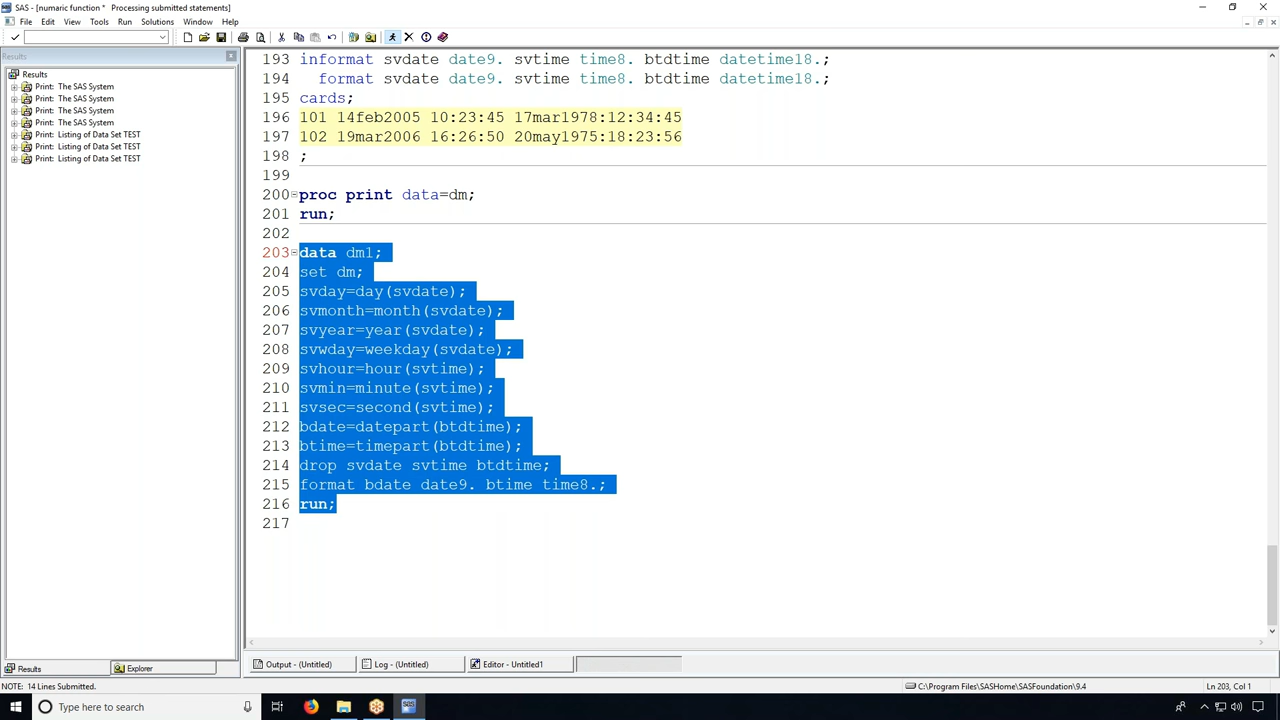 SAS - [numaric function * Processing submitted statements]
File Edit View Tools Run Solutions Window Help
Results
Results
Print: The SAS System
Print: The SAS System
Print: The SAS System
Print: The SAS System
Print: Listing of Data Set TEST
Print: Listing of Data Set TEST
Print: Listing of Data Set TEST
193 informat svdate date9. svtime time8. btdtime datetime18.;
194 format svdate date9. svtime time8. btdtime datetime18.;
195 cards;
196 101 14feb2005 10:23:45 17mar1978:12:34:45
197 102 19mar2006 16:26:50 20may1975:18:23:56
198 ;
199
200 proc print data=dm;
201 run;
202
203 data dm1;
204 set dm;
205 svday=day(svdate);
206 svmonth=month(svdate);
207 svyear=year(svdate);
208 svwday=weekday(svdate);
209 svhour=hour(svtime);
210 svmin=minute(svtime);
211 svsec=second(svtime);
212 bdate=datepart(btdtime);
213 btime=timepart(btdtime);
214 drop svdate svtime btdtime;
215 format bdate date9. btime time8.;
216 run;
217
Results Explorer
Output - (Untitled) Log - (Untitled) Editor - Untitled1
NOTE: 14 Lines Submitted. C:\Program Files\SASHome\SASFoundation\9.4 Ln 203, Col 1
Type here to search